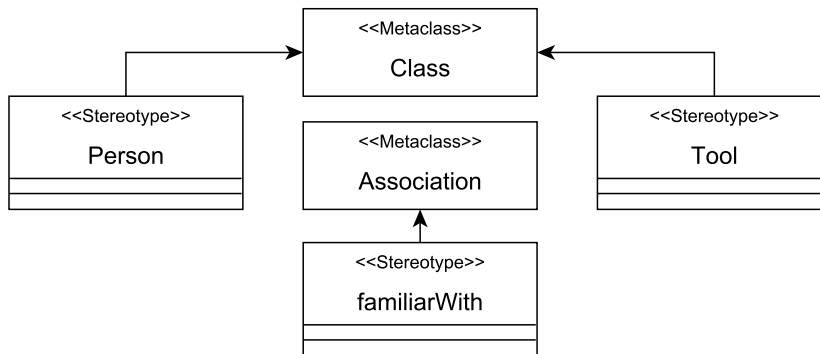 <<Metaclass>>
Class
<<Stereotype>>
Person
<<Stereotype>>
Tool
<<Metaclass>>
Association
<<Stereotype>>
familiarWith